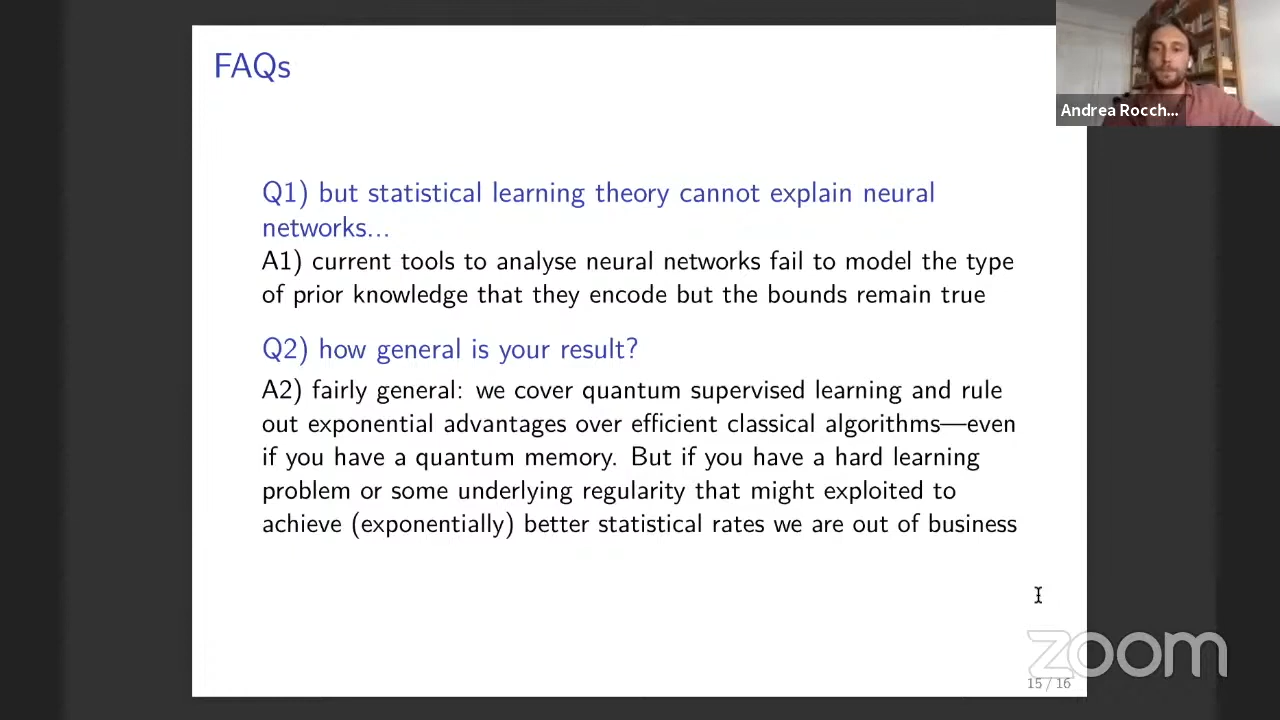 FAQs
Andrea Rocch...
Q1) but statistical learning theory cannot explain neural
networks...
A1) current tools to analyse neural networks fail to model the type
of prior knowledge that they encode but the bounds remain true
Q2) how general is your result?
A2) fairly general: we cover quantum supervised learning and rule
out exponential advantages over efficient classical algorithms—even
if you have a quantum memory. But if you have a hard learning
problem or some underlying regularity that might exploited to
achieve (exponentially) better statistical rates we are out of business
zoom
15 / 16